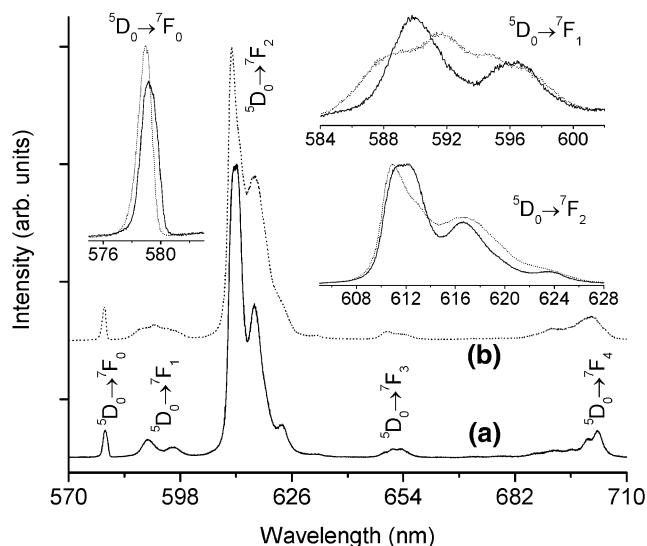 ⁵D₀→⁷F₀
⁵D₀→⁷F₂
⁵D₀→⁷F₁
584 588 592 596 600
576 580
⁵D₀→⁷F₂
608 612 616 620 624 628
Intensity (arb. units)
(b)
⁵D₀→⁷F₀
⁵D₀→⁷F₁
⁵D₀→⁷F₃
(a)
⁵D₀→⁷F₄
570 598 626 654 682 710
Wavelength (nm)